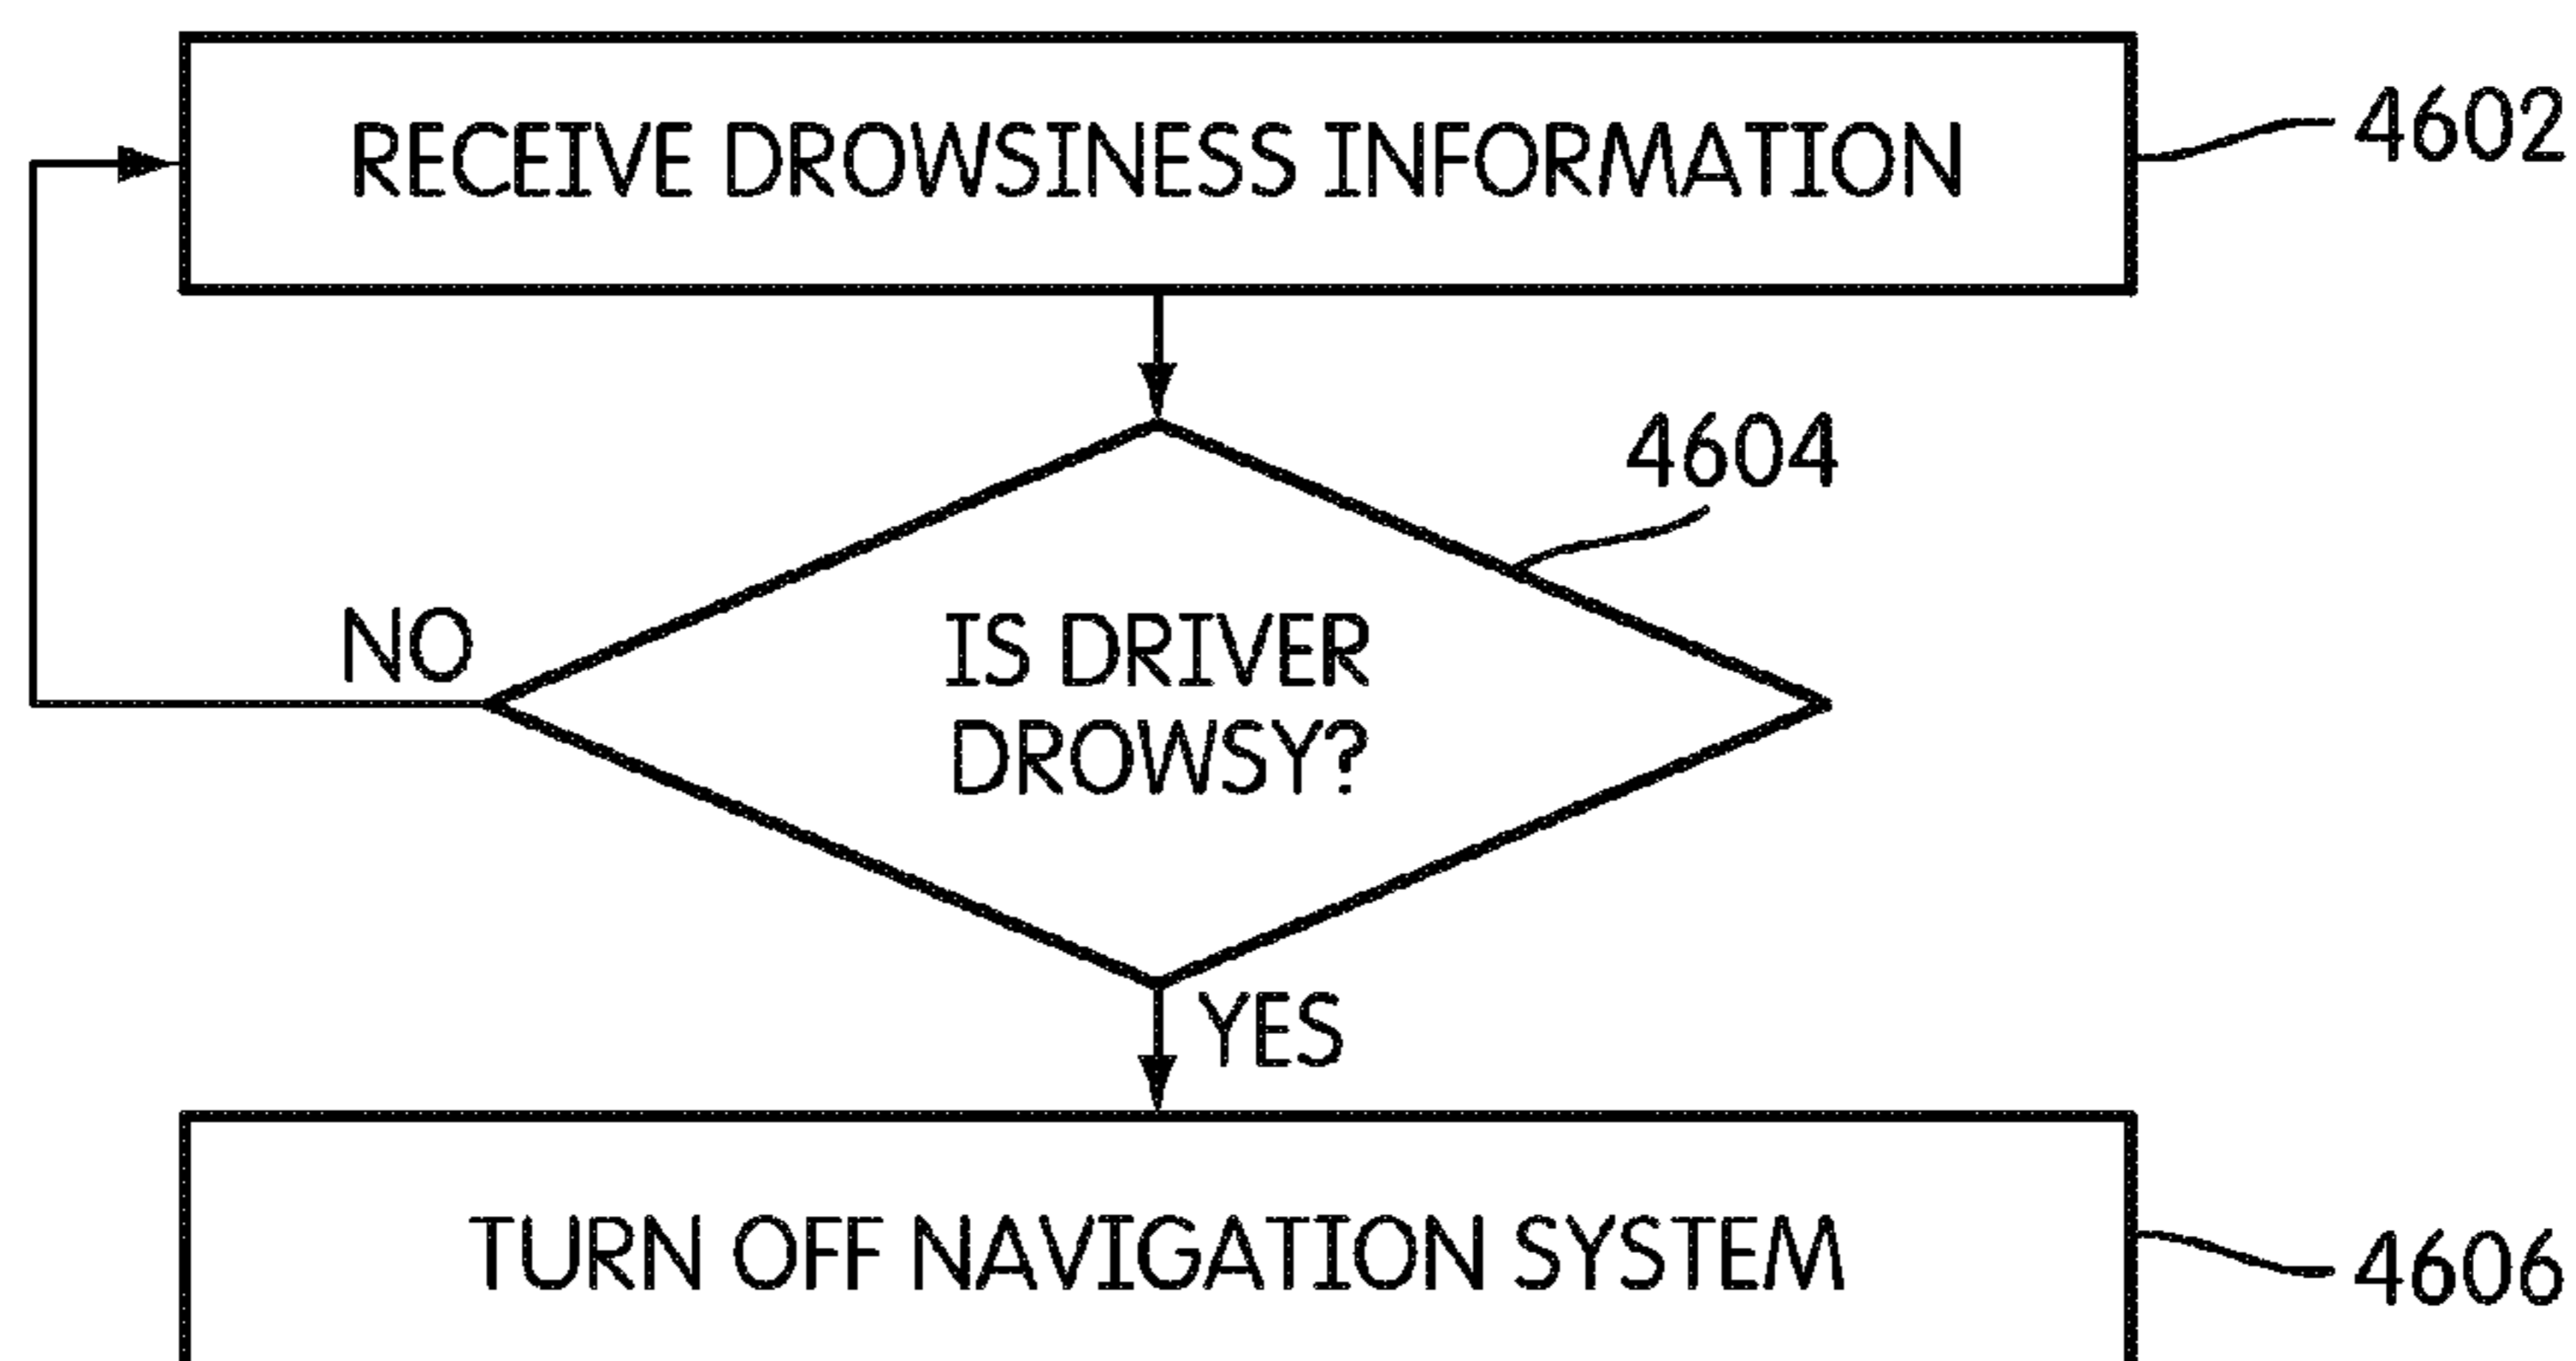 RECEIVE DROWSINESS INFORMATION
4602
4604
IS DRIVER
DROWSY?
NO
YES
TURN OFF NAVIGATION SYSTEM
4606